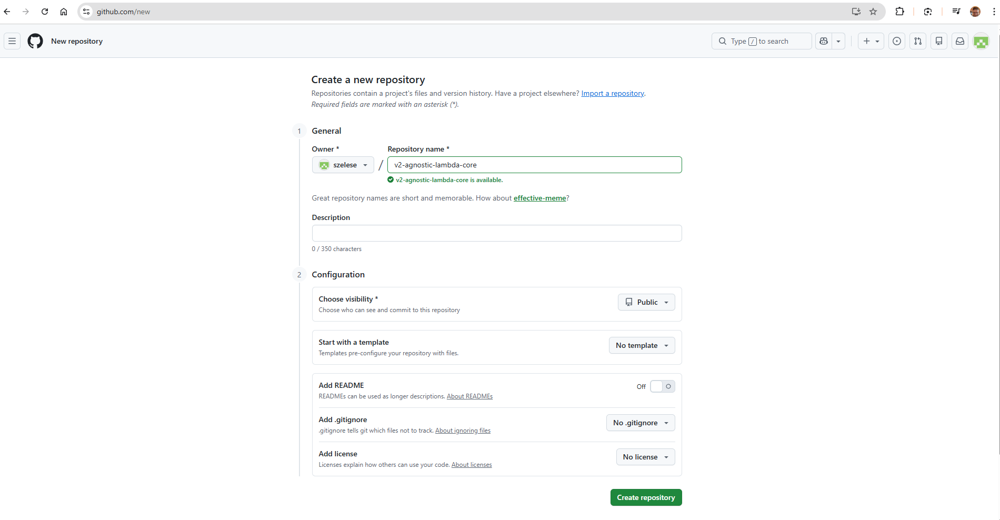 github.com/new
New repository
Type / to search
Create a new repository
Repositories contain a project's files and version history. Have a project elsewhere? Import a repository.
Required fields are marked with an asterisk (*).
1 General
Owner *
Repository name *
szelese / v2-agnostic-lambda-core
v2-agnostic-lambda-core is available.
Great repository names are short and memorable. How about effective-meme?
Description
0 / 350 characters
2 Configuration
Choose visibility *
Choose who can see and commit to this repository
Public
Start with a template
Templates pre-configure your repository with files.
No template
Add README
READMEs can be used as longer descriptions. About READMEs
Off
Add .gitignore
.gitignore tells git which files not to track. About ignoring files
No .gitignore
Add license
Licenses explain how others can use your code. About licenses
No license
Create repository